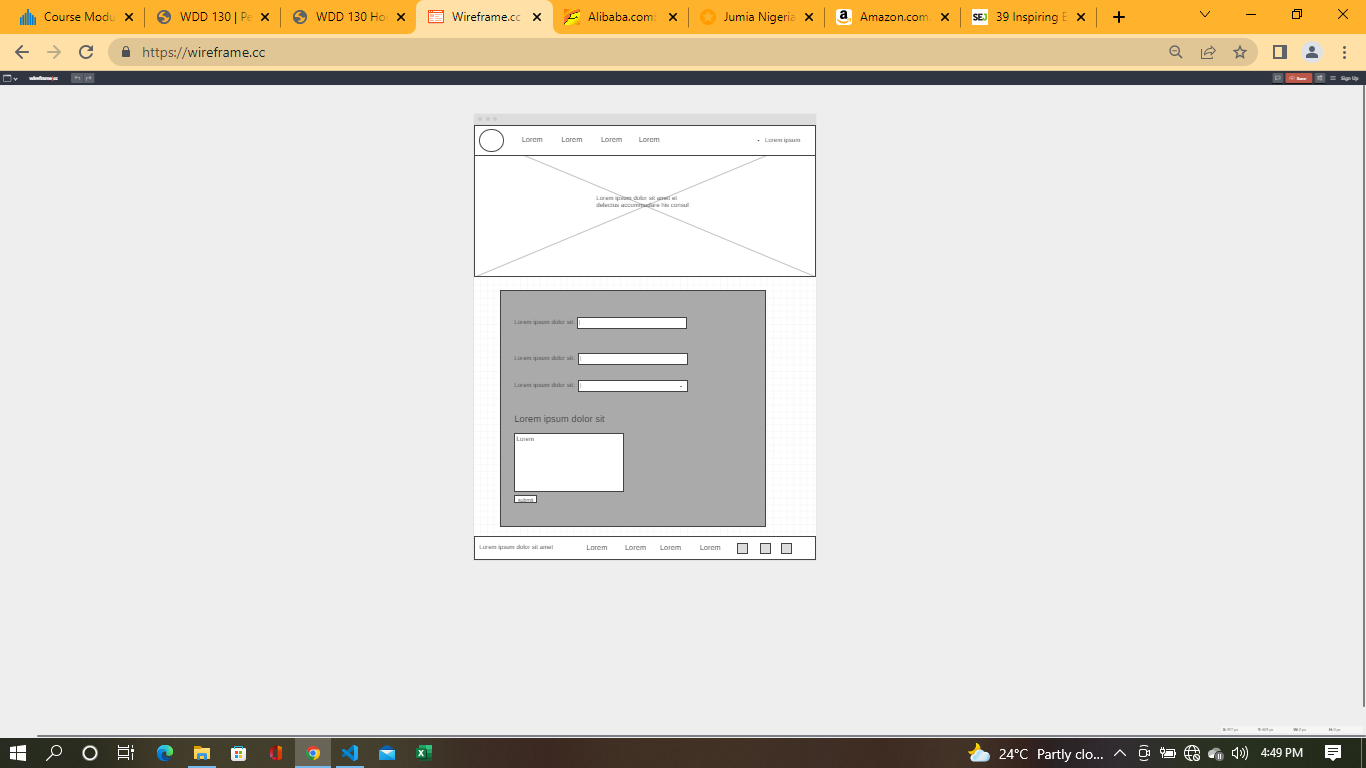 Course Modu
WDD 130 | Pe
WDD 130 Ho
Wireframe.cc
Alibaba.com:
Jumia Nigeria
Amazon.com.
SEJ
39 Inspiring E
https://wireframe.cc
wireframe.cc
Save
Sign Up
Lorem Lorem Lorem Lorem Lorem ipsum
Lorem ipsum dolor sit amet et
delectus accommodare his consul
Lorem ipsum dolor sit
Lorem ipsum dolor sit
Lorem ipsum dolor sit
Lorem ipsum dolor sit
Lorem
submit
Lorem ipsum dolor sit amet Lorem Lorem Lorem Lorem
24°C Partly clo... 4:49 PM